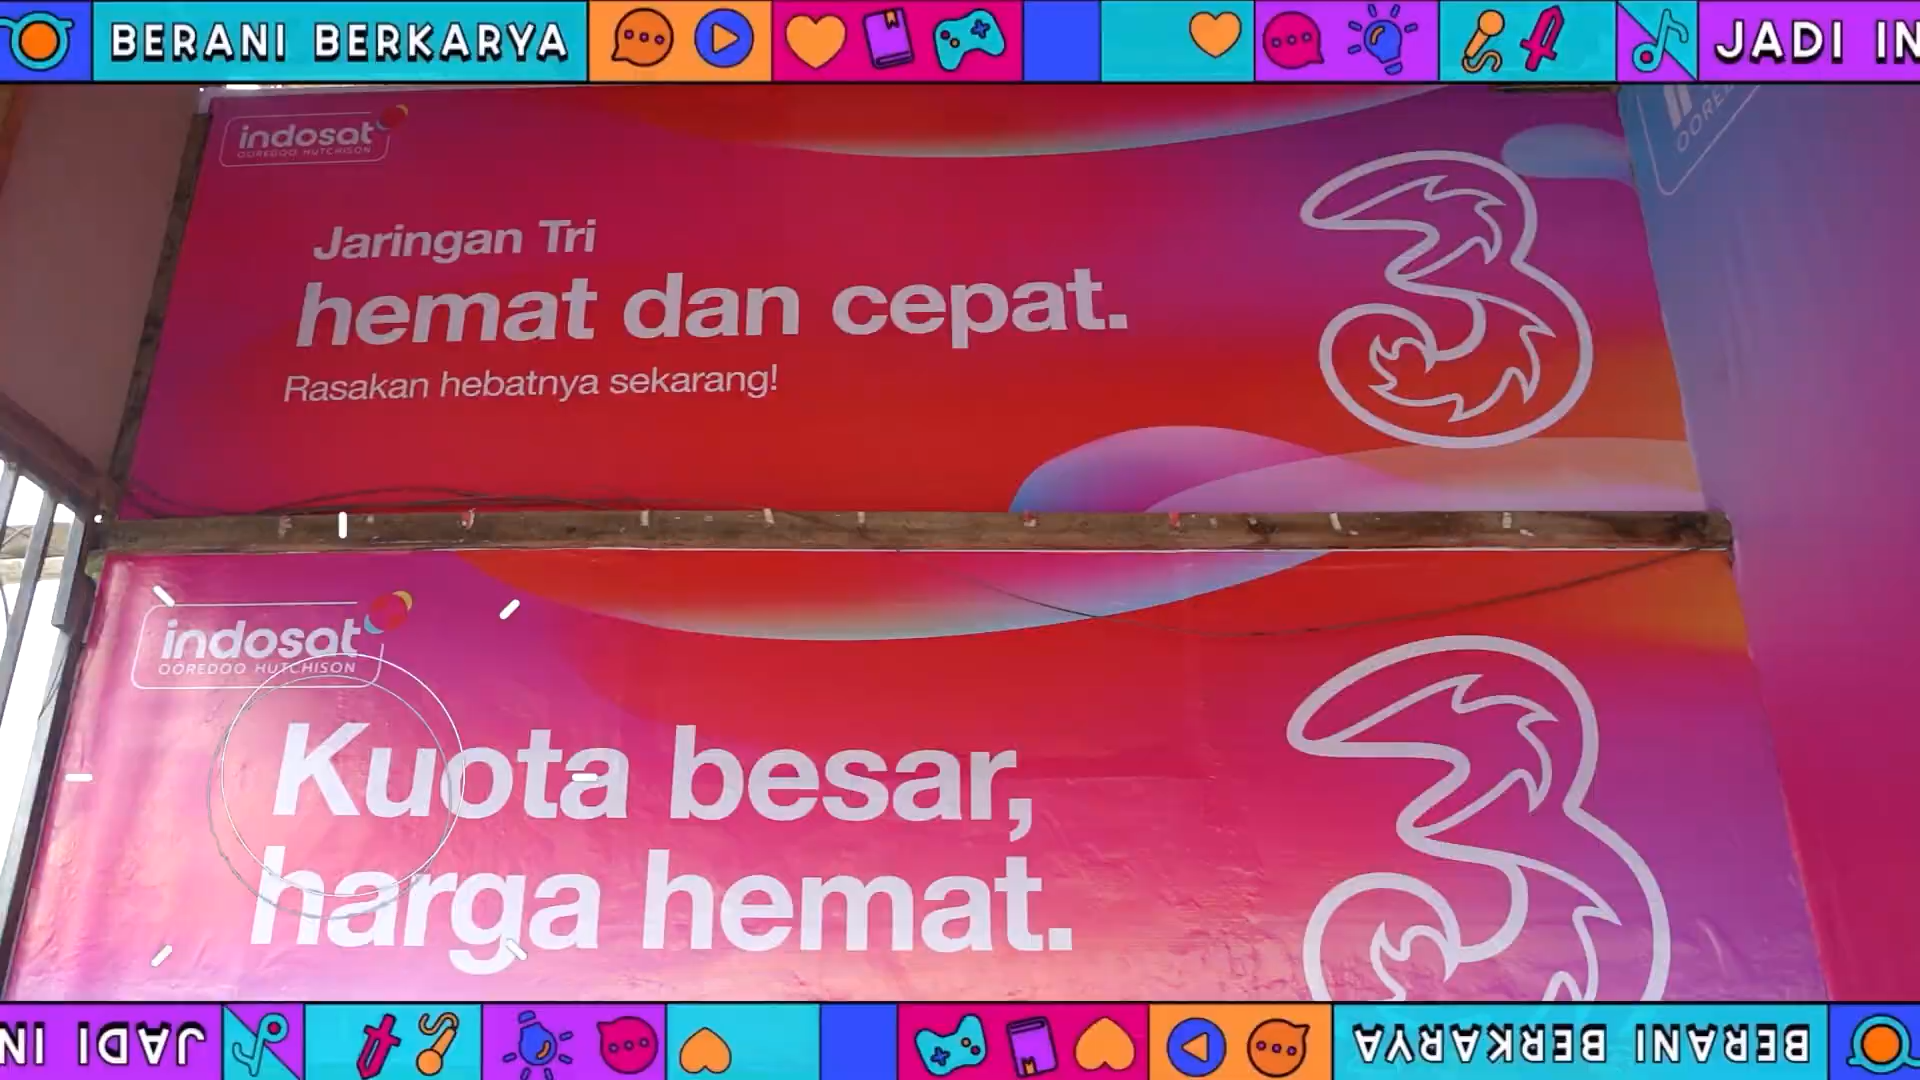 BERANI BERKARYA
JADI IN
indosat
OOREDOO HUTCHISON
Jaringan Tri
hemat dan cepat.
Rasakan hebatnya sekarang!
indosat
OOREDOO HUTCHISON
Kuota besar,
harga hemat.
JADI IN
BERANI BERKARYA